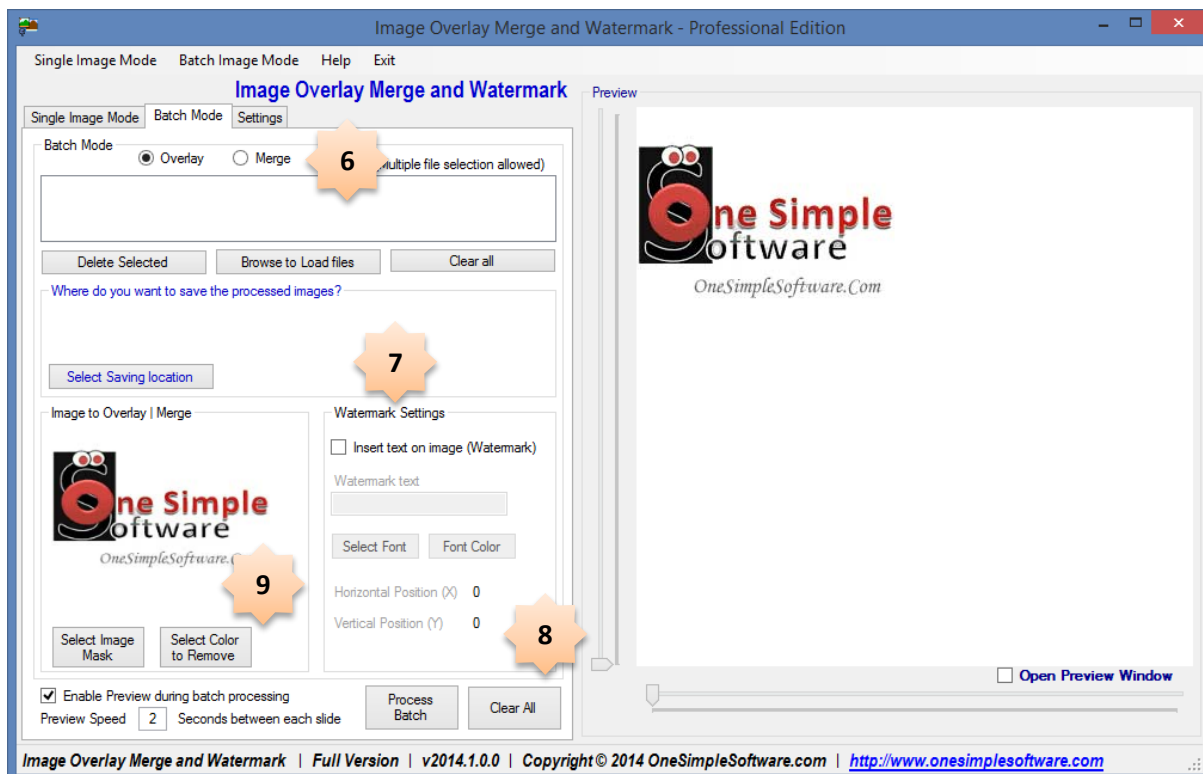 Image Overlay Merge and Watermark - Professional Edition
Single Image Mode Batch Image Mode Help Exit
Image Overlay Merge and Watermark
Single Image Mode Batch Mode Settings
Batch Mode
Overlay Merge 6 Multiple file selection allowed)
Delete Selected Browse to Load files Clear all
Where do you want to save the processed images?
7
Select Saving location
Image to Overlay | Merge
One Simple
Software
OneSimpleSoftware.C
9
Select Image
Mask
Select Color
to Remove
Watermark Settings
Insert text on image (Watermark)
Watermark text
Select Font Font Color
Horizontal Position (X) 0
Vertical Position (Y) 0
8
Enable Preview during batch processing
Preview Speed 2 Seconds between each slide
Process
Batch
Clear All
Preview
One Simple
Software
OneSimpleSoftware.Com
Open Preview Window
Image Overlay Merge and Watermark | Full Version | v2014.1.0.0 | Copyright © 2014 OneSimpleSoftware.com | http://www.onesimplesoftware.com